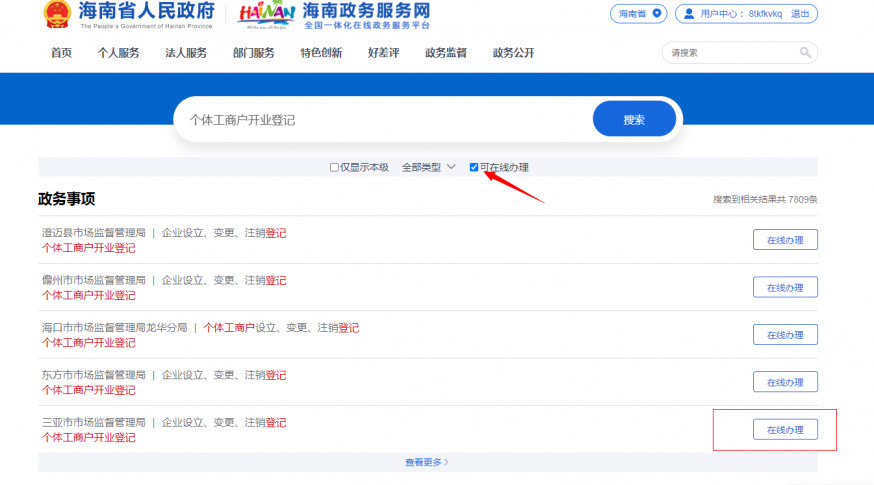 海南省人民政府
The People's Government of Hainan Province
HAINAN
海南政务服务网
全国一体化在线政务服务平台
海南省
用户中心： 8tkfkvkq 退出
首页 个人服务 法人服务 部门服务 特色创新 好差评 政务监督 政务公开
请搜索
个体工商户开业登记
搜索
仅显示本级 全部类型 可在线办理
政务事项
搜索到相关结果共 7809条
澄迈县市场监督管理局 | 企业设立、变更、注销登记
个体工商户开业登记
在线办理
儋州市市场监督管理局 | 企业设立、变更、注销登记
个体工商户开业登记
在线办理
海口市市场监督管理局龙华分局 | 个体工商户设立、变更、注销登记
个体工商户开业登记
在线办理
东方市市场监督管理局 | 企业设立、变更、注销登记
个体工商户开业登记
在线办理
三亚市市场监督管理局 | 企业设立、变更、注销登记
个体工商户开业登记
在线办理
查看更多